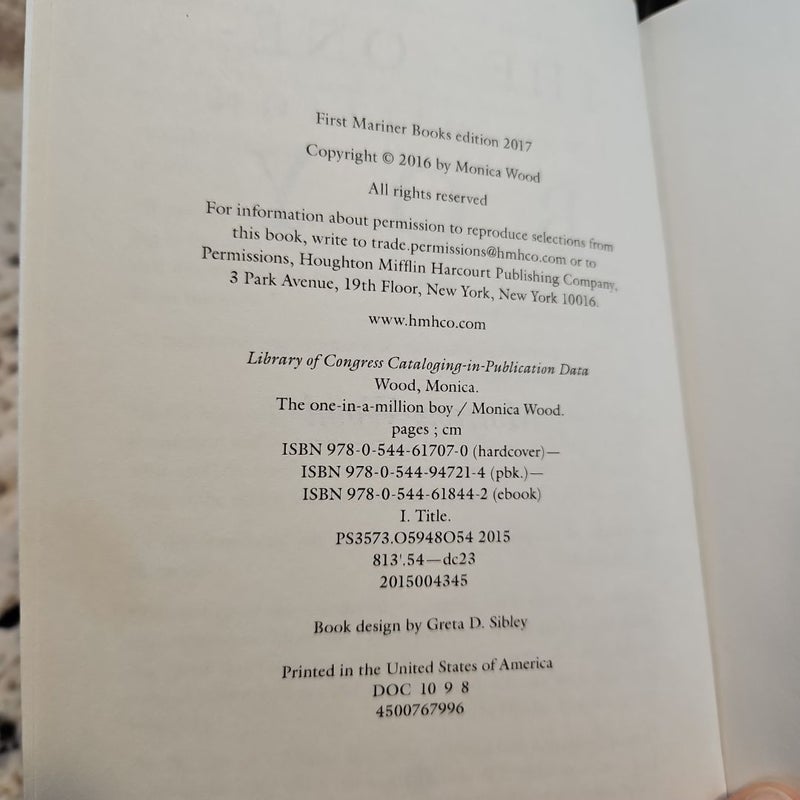 First Mariner Books edition 2017
Copyright © 2016 by Monica Wood
All rights reserved
For information about permission to reproduce selections from
this book, write to trade.permissions@hmhco.com or to
Permissions, Houghton Mifflin Harcourt Publishing Company,
3 Park Avenue, 19th Floor, New York, New York 10016.
www.hmhco.com
Library of Congress Cataloging-in-Publication Data
Wood, Monica.
The one-in-a-million boy / Monica Wood.
pages ; cm
ISBN 978-0-544-61707-0 (hardcover)—
ISBN 978-0-544-94721-4 (pbk.)—
ISBN 978-0-544-61844-2 (ebook)
I. Title.
PS3573.O5948O54 2015
813'.54—dc23
2015004345
Book design by Greta D. Sibley
Printed in the United States of America
DOC 10 9 8
4500767996